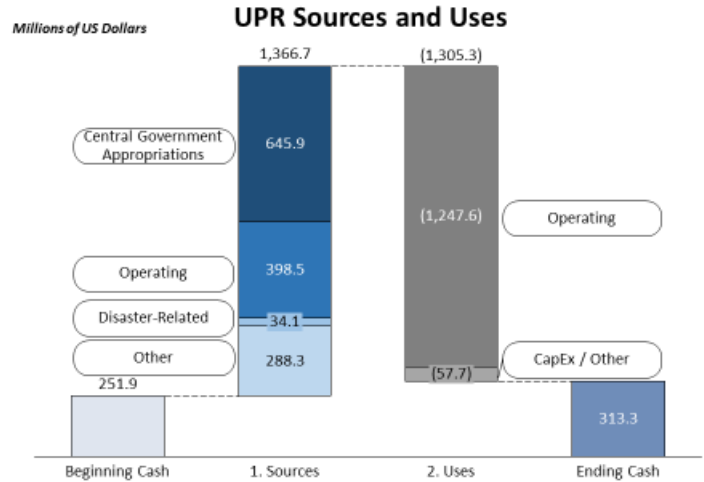 UPR Sources and Uses
Millions of US Dollars
1,366.7
(1,305.3)
Central Government
Appropriations
645.9
(1,247.6)
Operating
Operating
398.5
Disaster-Related
34.1
Other
288.3
CapEx / Other
(57.7)
251.9
313.3
Beginning Cash
1. Sources
2. Uses
Ending Cash